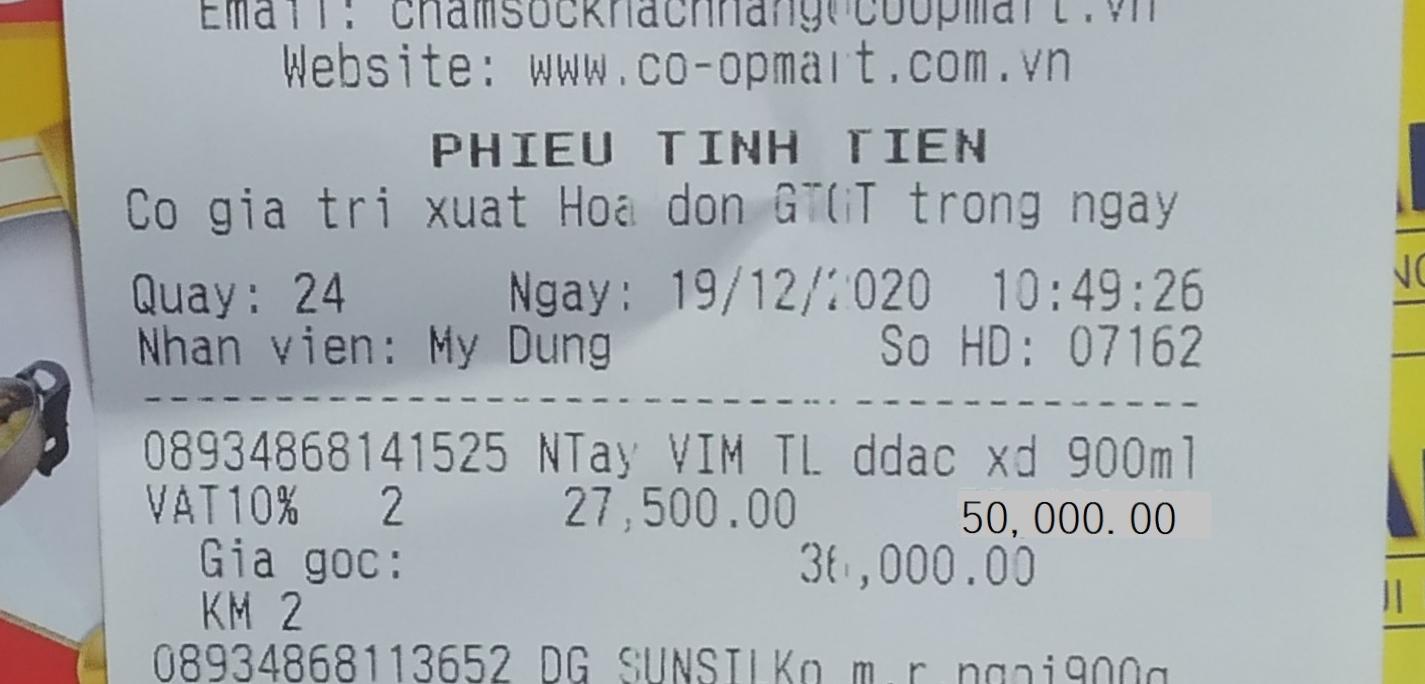 Email: chamsockhachhang@coopmart.vn
Website: www.co-opmart.com.vn
PHIEU TINH TIEN
Co gia tri xuat Hoa don GTGT trong ngay
Quay: 24 Ngay: 19/12/2020 10:49:26
Nhan vien: My Dung So HD: 07162
08934868141525 NTay VIM TL ddac xd 900ml
VAT10% 2 27,500.00 50,000.00
Gia goc: 36,000.00
KM 2
08934868113652 DG SUNSILKp m.r ngai900g